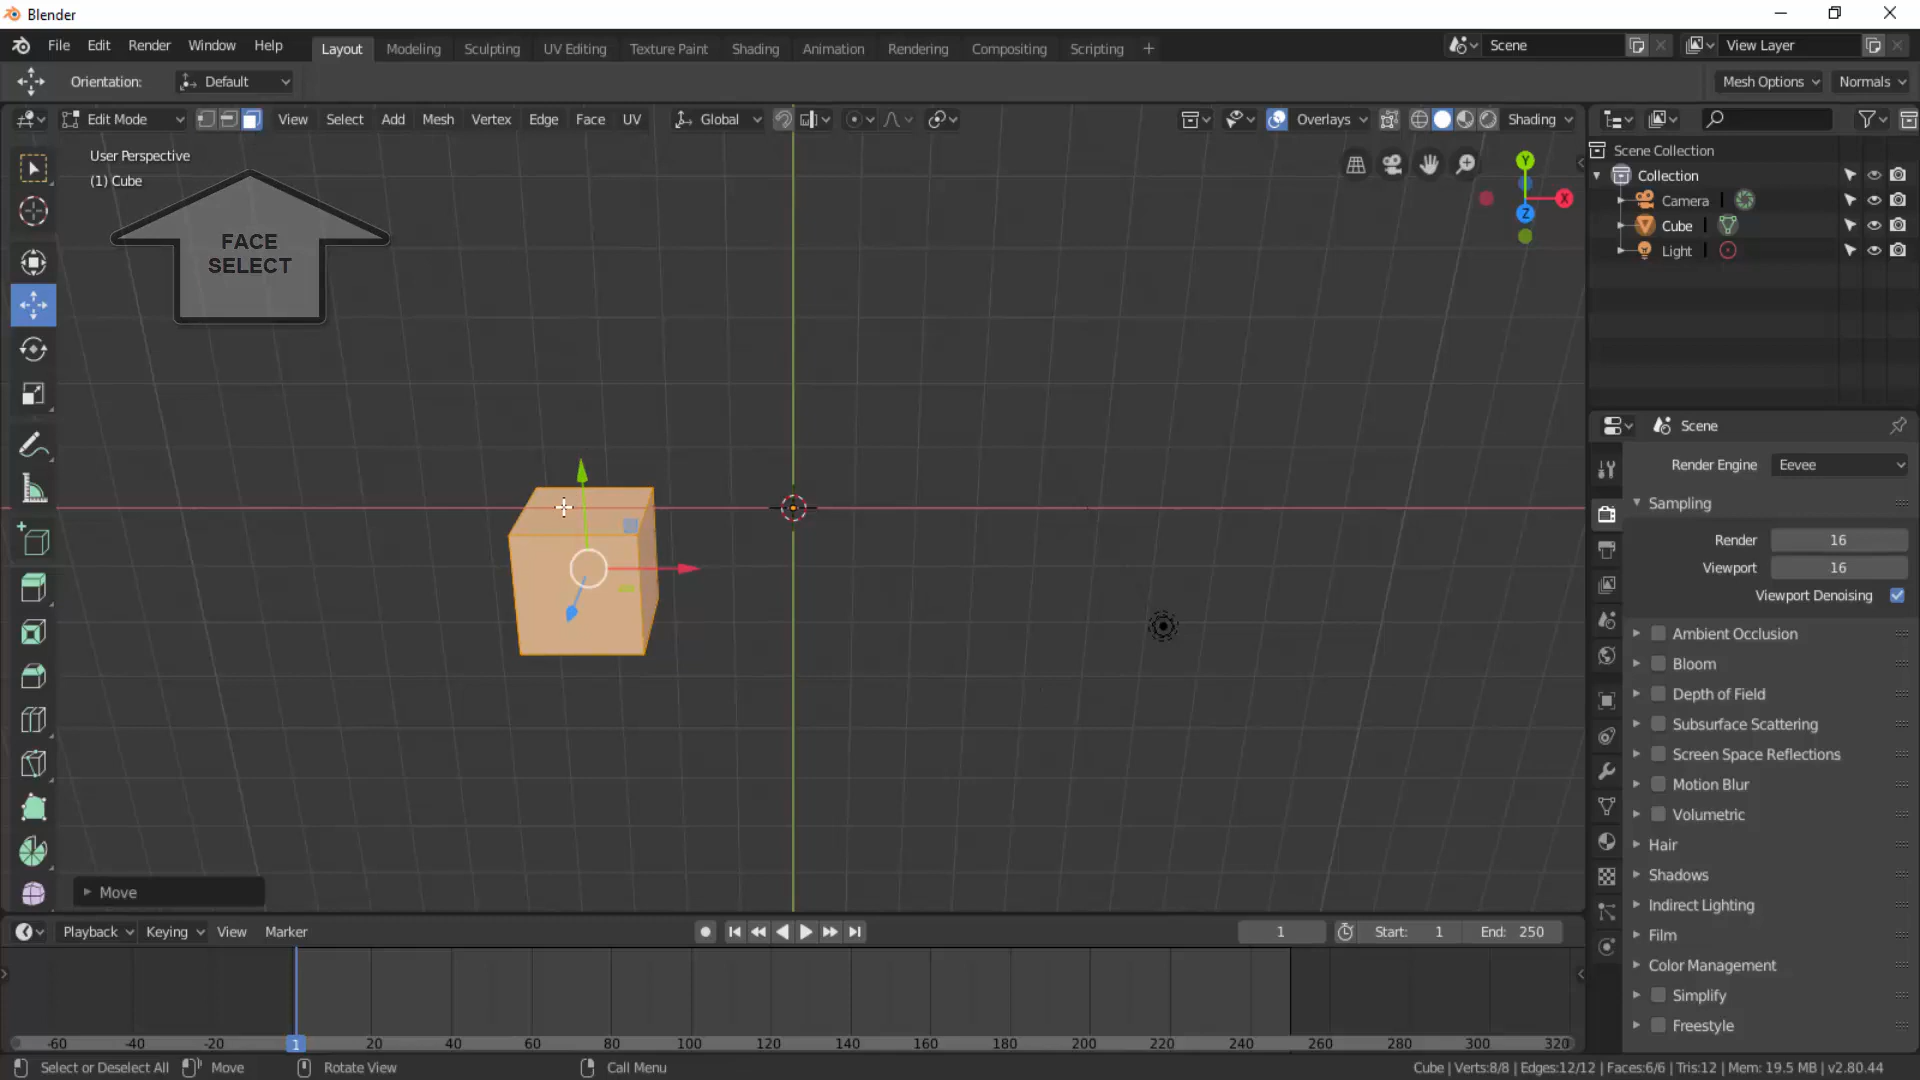 Blender
File Edit Render Window Help Layout Modeling Sculpting UV Editing Texture Paint Shading Animation Rendering Compositing Scripting + Scene View Layer
Orientation: Default Mesh Options Normals
Edit Mode View Select Add Mesh Vertex Edge Face UV Global Overlays Shading
User Perspective
(1) Cube
FACE
SELECT
Y
X
Z
Scene Collection
Collection
Camera
Cube
Light
Scene
Render Engine Eevee
Sampling
Render 16
Viewport 16
Viewport Denoising
Ambient Occlusion
Bloom
Depth of Field
Subsurface Scattering
Screen Space Reflections
Motion Blur
Volumetric
Hair
Shadows
Indirect Lighting
Film
Color Management
Simplify
Freestyle
Move
Playback Keying View Marker 1 Start: 1 End: 250
-60 -40 -20 1 20 40 60 80 100 120 140 160 180 200 220 240 260 280 300 320
Select or Deselect All Move Rotate View Call Menu Cube | Verts:8/8 | Edges:12/12 | Faces:6/6 | Tris:12 | Mem: 19.5 MB | v2.80.44